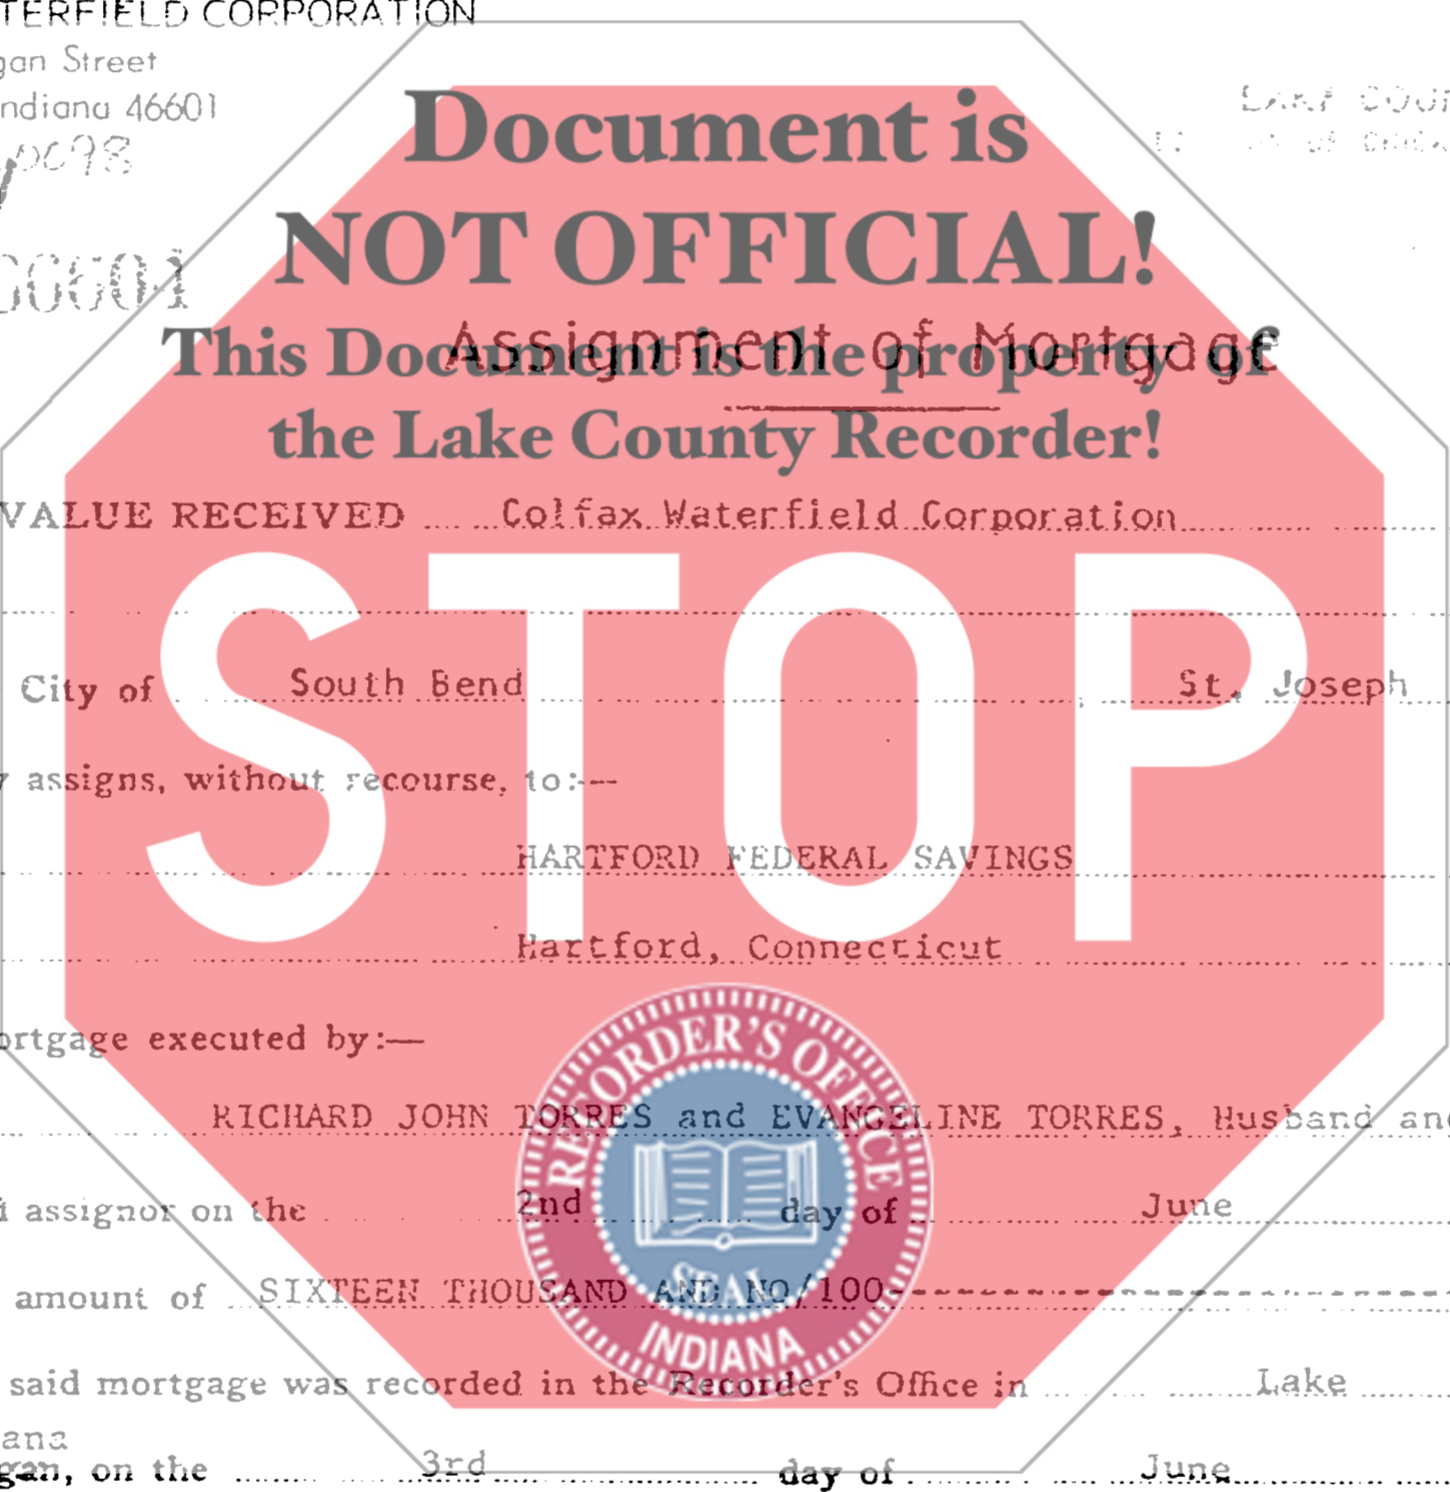 TERFIELD CORPORATION
gan Street
ndiana 46601
Document is
NOT OFFICIAL!
This Document is the property of
the Lake County Recorder!
Assignment of Mortgage
VALUE RECEIVED Colfax Waterfield Corporation
STOP
City of South Bend, St. Joseph
assigns, without recourse, to:—
HARTFORD FEDERAL SAVINGS
Hartford, Connecticut
ortgage executed by:—
RECORDER'S OFFICE
SEAL
INDIANA
RICHARD JOHN TORRES and EVANGELINE TORRES, Husband an
assignor on the 2nd day of June
amount of SIXTEEN THOUSAND AND NO/100
said mortgage was recorded in the Recorder's Office in Lake
iana
gan, on the 3rd day of June